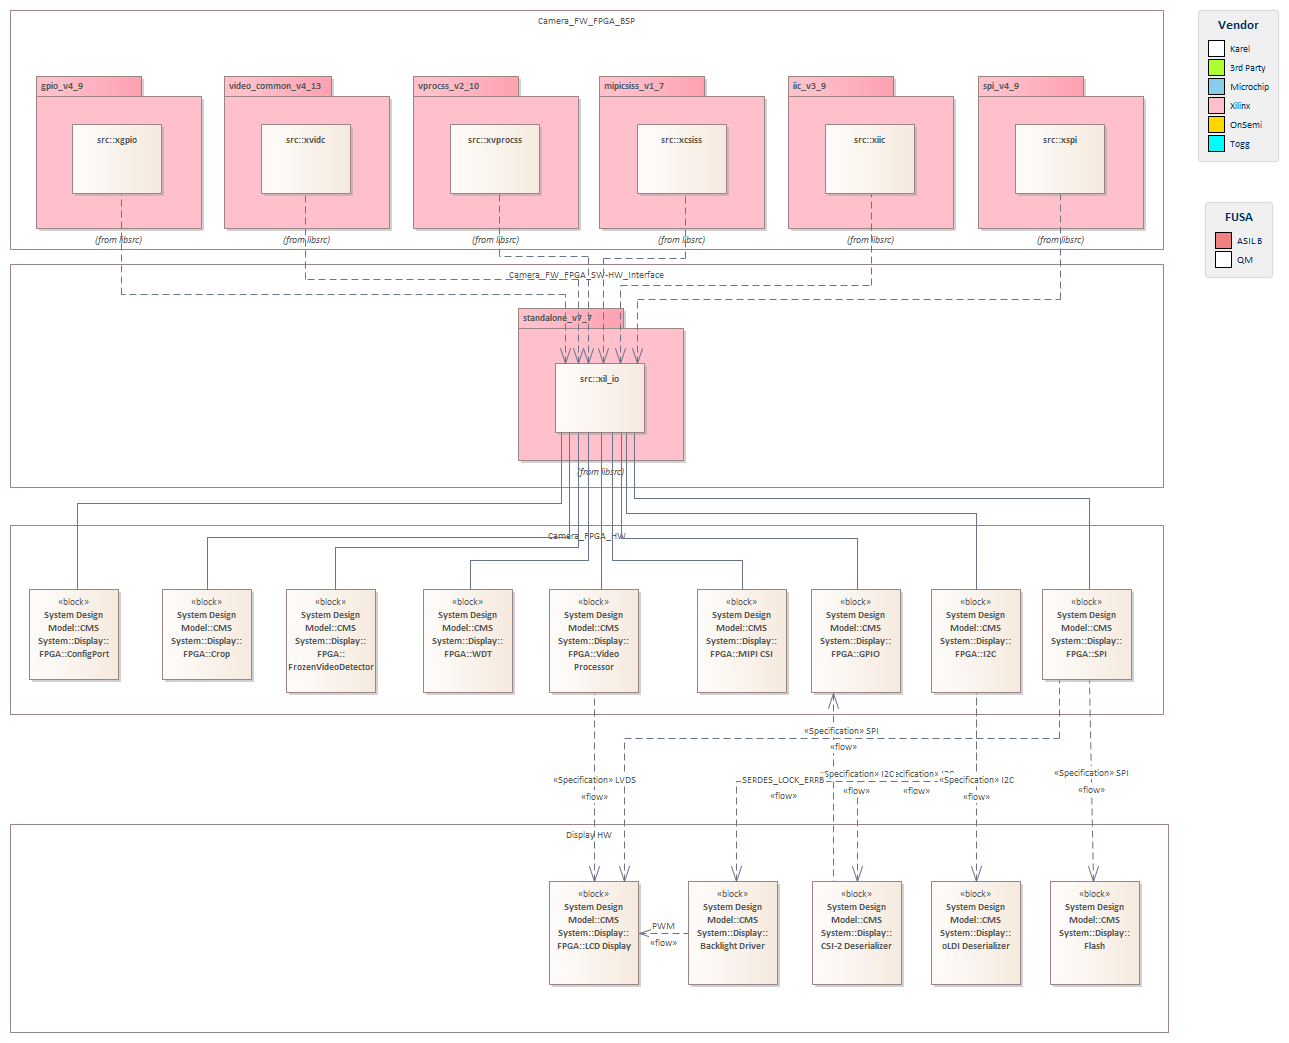 Camera_FW_FPGA_BSP
gpio_v4_9
video_common_v4_13
vprocss_v2_10
mipicsiss_v1_7
iic_v3_9
spi_v4_9
src::xgpio
src::xvidc
src::xvprocss
src::xcsiss
src::xiic
src::xspi
(from libsrc)
(from libsrc)
(from libsrc)
(from libsrc)
(from libsrc)
(from libsrc)
Vendor
Karel
3rd Party
Microchip
Xilinx
OnSemi
Togg
FUSA
ASIL B
QM
Camera_FW_FPGA_SW-HW_Interface
standalone_v7_7
src::xil_io
(from libsrc)
Camera_FPGA_HW
«block»
System Design
Model::CMS
System::Display::
FPGA::ConfigPort
«block»
System Design
Model::CMS
System::Display::
FPGA::Crop
«block»
System Design
Model::CMS
System::Display::
FPGA::
FrozenVideoDetector
«block»
System Design
Model::CMS
System::Display::
FPGA::WDT
«block»
System Design
Model::CMS
System::Display::
FPGA::Video
Processor
«block»
System Design
Model::CMS
System::Display::
FPGA::MIPI CSI
«block»
System Design
Model::CMS
System::Display::
FPGA::GPIO
«block»
System Design
Model::CMS
System::Display::
FPGA::I2C
«block»
System Design
Model::CMS
System::Display::
FPGA::SPI
«Specification» SPI
«flow»
«Specification» LVDS
«flow»
SERDES_LOCK_ERRB
«flow»
Specification» I2C
«flow»
«flow»
«Specification» I2C
«flow»
«Specification» SPI
«flow»
Display HW
«block»
System Design
Model::CMS
System::Display::
FPGA::LCD Display
PWM
«flow»
«block»
System Design
Model::CMS
System::Display::
Backlight Driver
«block»
System Design
Model::CMS
System::Display::
CSI-2 Deserializer
«block»
System Design
Model::CMS
System::Display::
oLDI Deserializer
«block»
System Design
Model::CMS
System::Display::
Flash